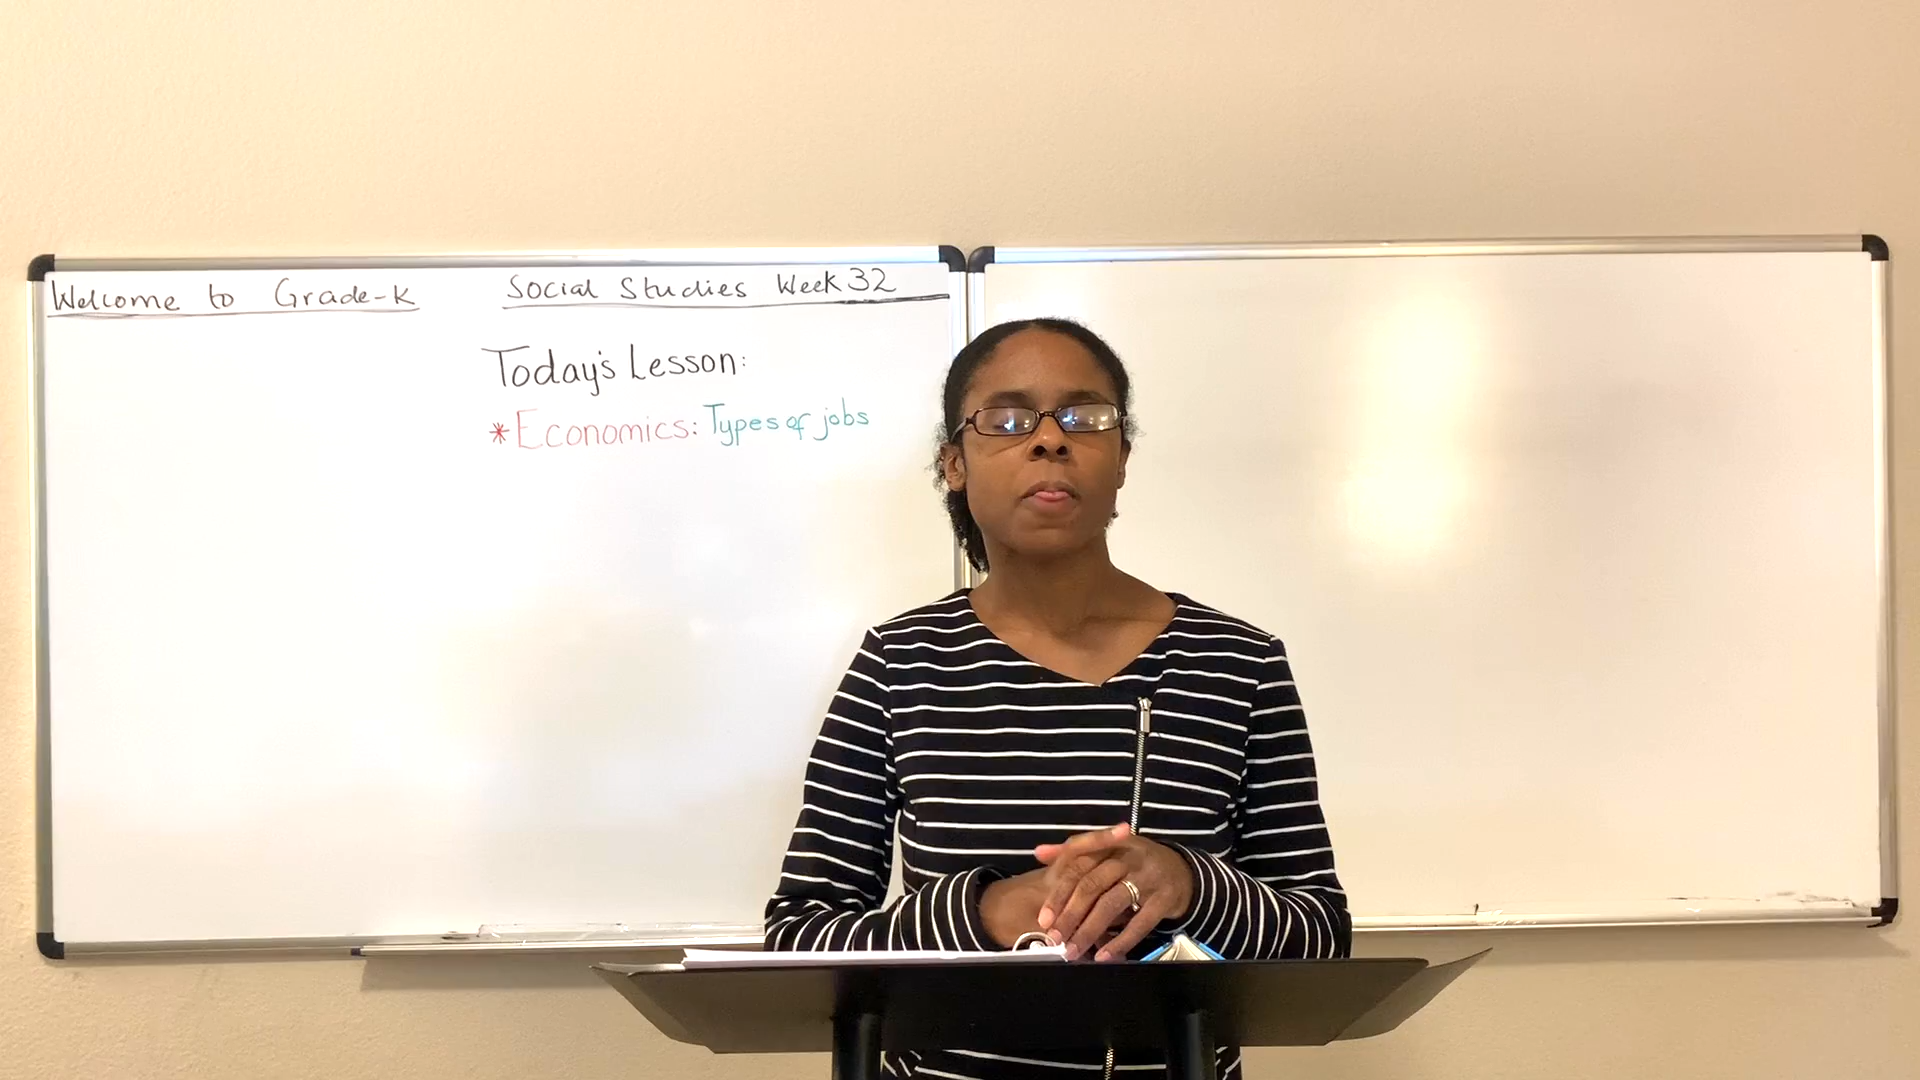 Welcome to Grade-K Social Studies Week 32
Today's Lesson:
*Economics: Types of jobs